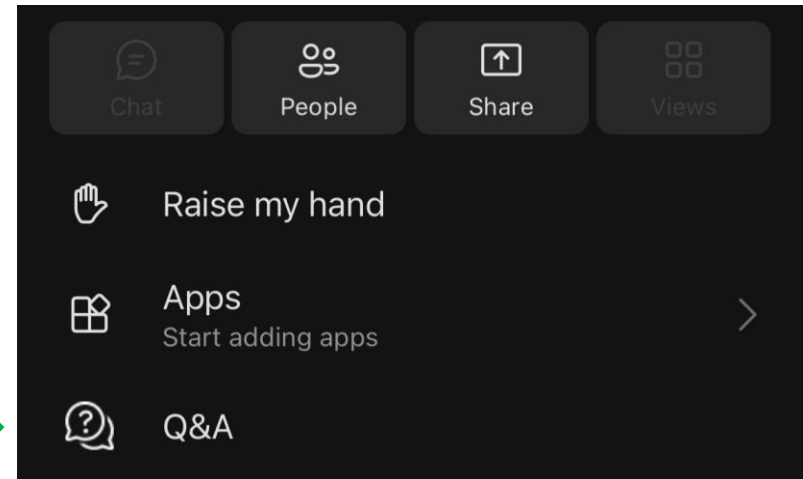 Chat
People
Share
Views
Raise my hand
Apps
Start adding apps
Q&A